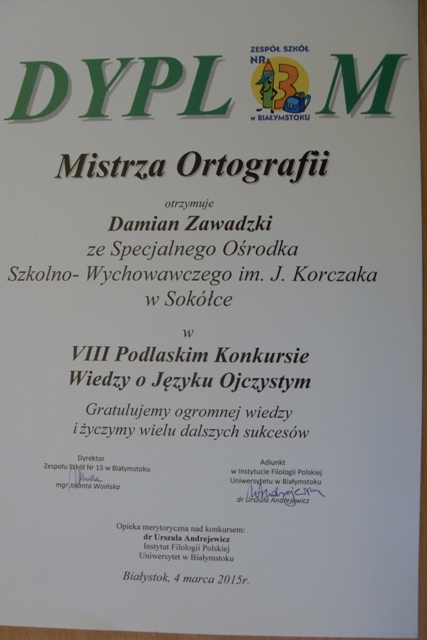 DYPLOM
ZESPÓŁ SZKÓŁ
NR 13
w BIAŁYMSTOKU
Mistrza Ortografii
otrzymuje
Damian Zawadzki
ze Specjalnego Ośrodka
Szkolno- Wychowawczego im. J. Korczaka
w Sokółce
w
VIII Podlaskim Konkursie
Wiedzy o Języku Ojczystym
Gratulujemy ogromnej wiedzy
i życzymy wielu dalszych sukcesów
Dyrektor
Zespołu Szkół Nr 13 w Białymstoku
mgr Jolanta Woińska
Adiunkt
w Instytucie Filologii Polskiej
Uniwersytetu w Białymstoku
dr Urszula Andrejewicz
Opieka merytoryczna nad konkursem:
dr Urszula Andrejewicz
Instytut Filologii Polskiej
Uniwersytet w Białymstoku
Białystok, 4 marca 2015r.